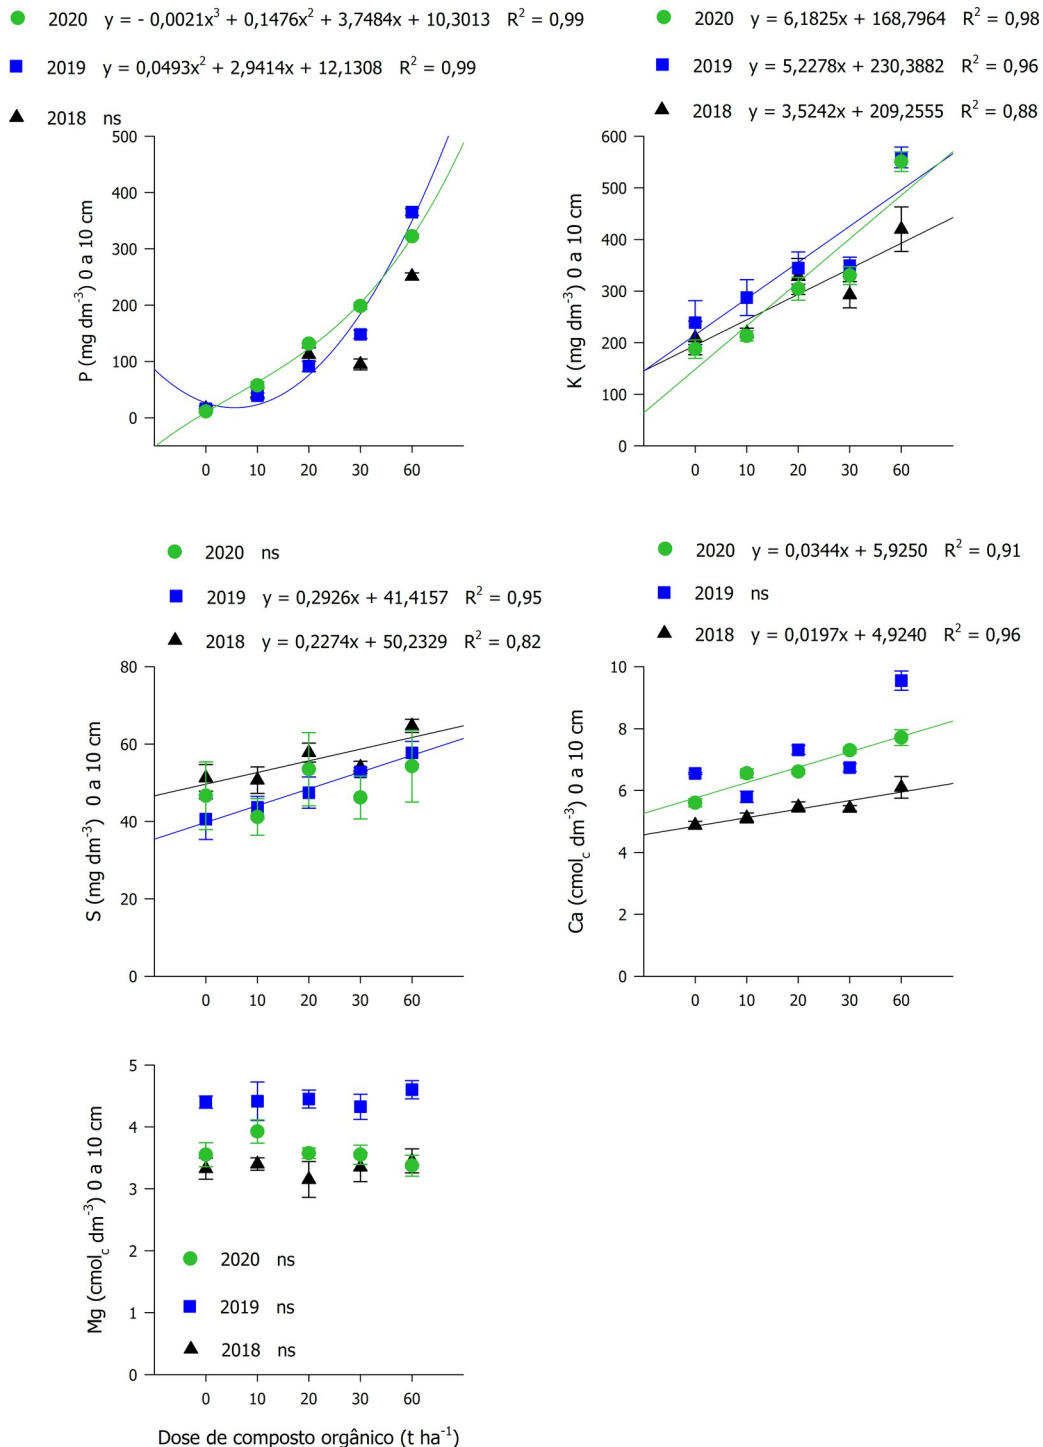 2020 y = - 0,0021x³ + 0,1476x² + 3,7484x + 10,3013 R² = 0,99
2019 y = 0,0493x² + 2,9414x + 12,1308 R² = 0,99
2018 ns
P (mg dm⁻³) 0 a 10 cm
500
400
300
200
100
0
0 10 20 30 60
2020 y = 6,1825x + 168,7964 R² = 0,98
2019 y = 5,2278x + 230,3882 R² = 0,96
2018 y = 3,5242x + 209,2555 R² = 0,88
K (mg dm⁻³) 0 a 10 cm
600
500
400
300
200
100
0
0 10 20 30 60
2020 ns
2019 y = 0,2926x + 41,4157 R² = 0,95
2018 y = 0,2274x + 50,2329 R² = 0,82
S (mg dm⁻³) 0 a 10 cm
80
60
40
20
0
0 10 20 30 60
2020 y = 0,0344x + 5,9250 R² = 0,91
2019 ns
2018 y = 0,0197x + 4,9240 R² = 0,96
Ca (cmol_c dm⁻³) 0 a 10 cm
10
8
6
4
2
0
0 10 20 30 60
Mg (cmol_c dm⁻³) 0 a 10 cm
5
4
3
2
1
0
2020 ns
2019 ns
2018 ns
0 10 20 30 60
Dose de composto orgânico (t ha⁻¹)